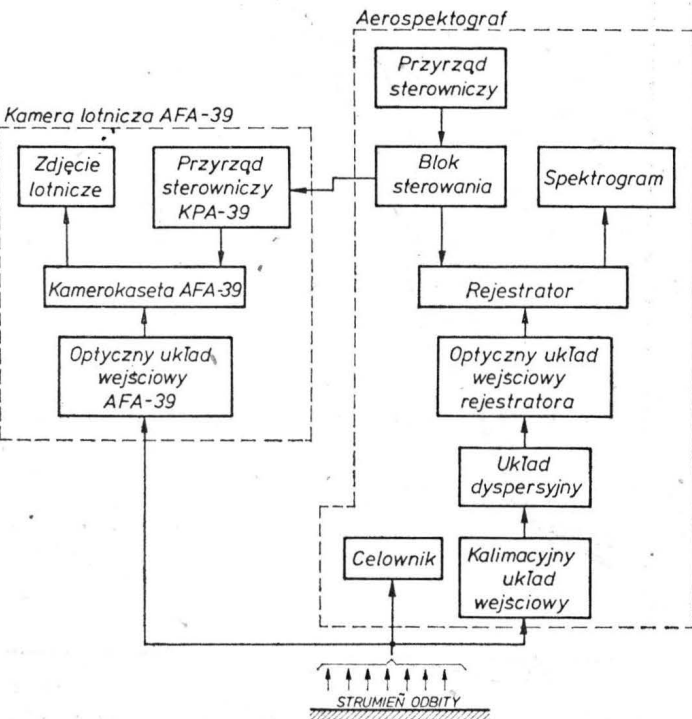 Aerospektograf
Przyrząd
sterowniczy
Kamera lotnicza AFA-39
Zdjęcie
lotnicze
Przyrząd
sterowniczy
KPA-39
Blok
sterowania
Spektrogram
Kamerokaseta AFA-39
Rejestrator
Optyczny układ
wejściowy
AFA-39
Optyczny układ
wejściowy
rejestratora
Układ
dyspersyjny
Celownik
Kalimacyjny
układ
wejściowy
STRUMIEŃ ODBITY